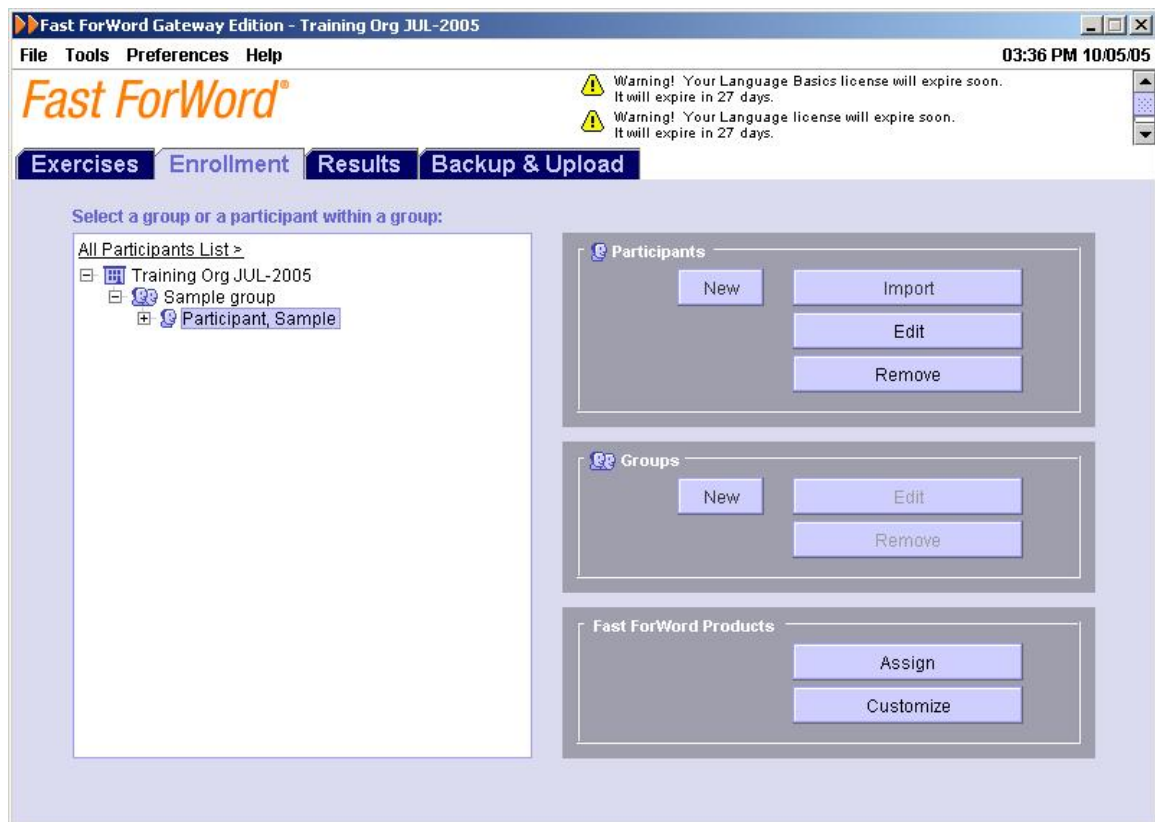 Fast ForWord Gateway Edition - Training Org JUL-2005
File Tools Preferences Help 03:36 PM 10/05/05
Fast ForWord®
Warning! Your Language Basics license will expire soon.
It will expire in 27 days.
Warning! Your Language license will expire soon.
It will expire in 27 days.
Exercises Enrollment Results Backup & Upload
Select a group or a participant within a group:
All Participants List >
Training Org JUL-2005
Sample group
Participant, Sample
Participants
New Import
Edit
Remove
Groups
New Edit
Remove
Fast ForWord Products
Assign
Customize